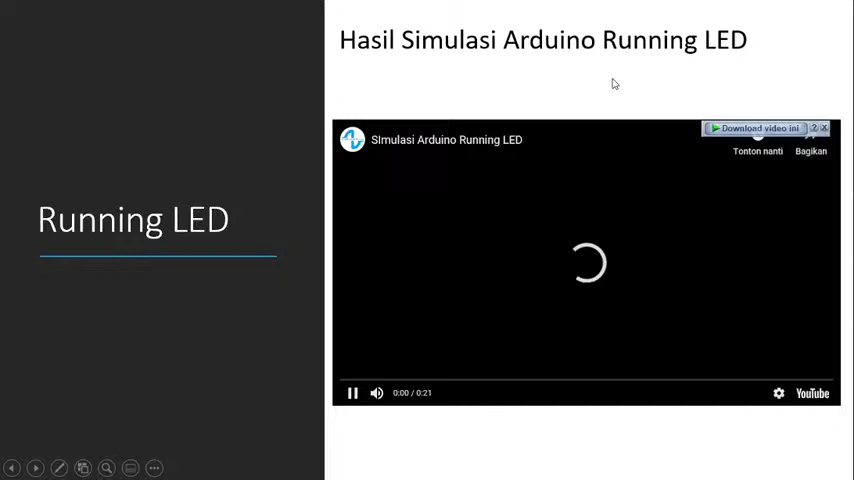 Hasil Simulasi Arduino Running LED
Download video ini
SImulasi Arduino Running LED
Tonton nanti
Bagikan
Running LED
0:00 / 0:21
YouTube